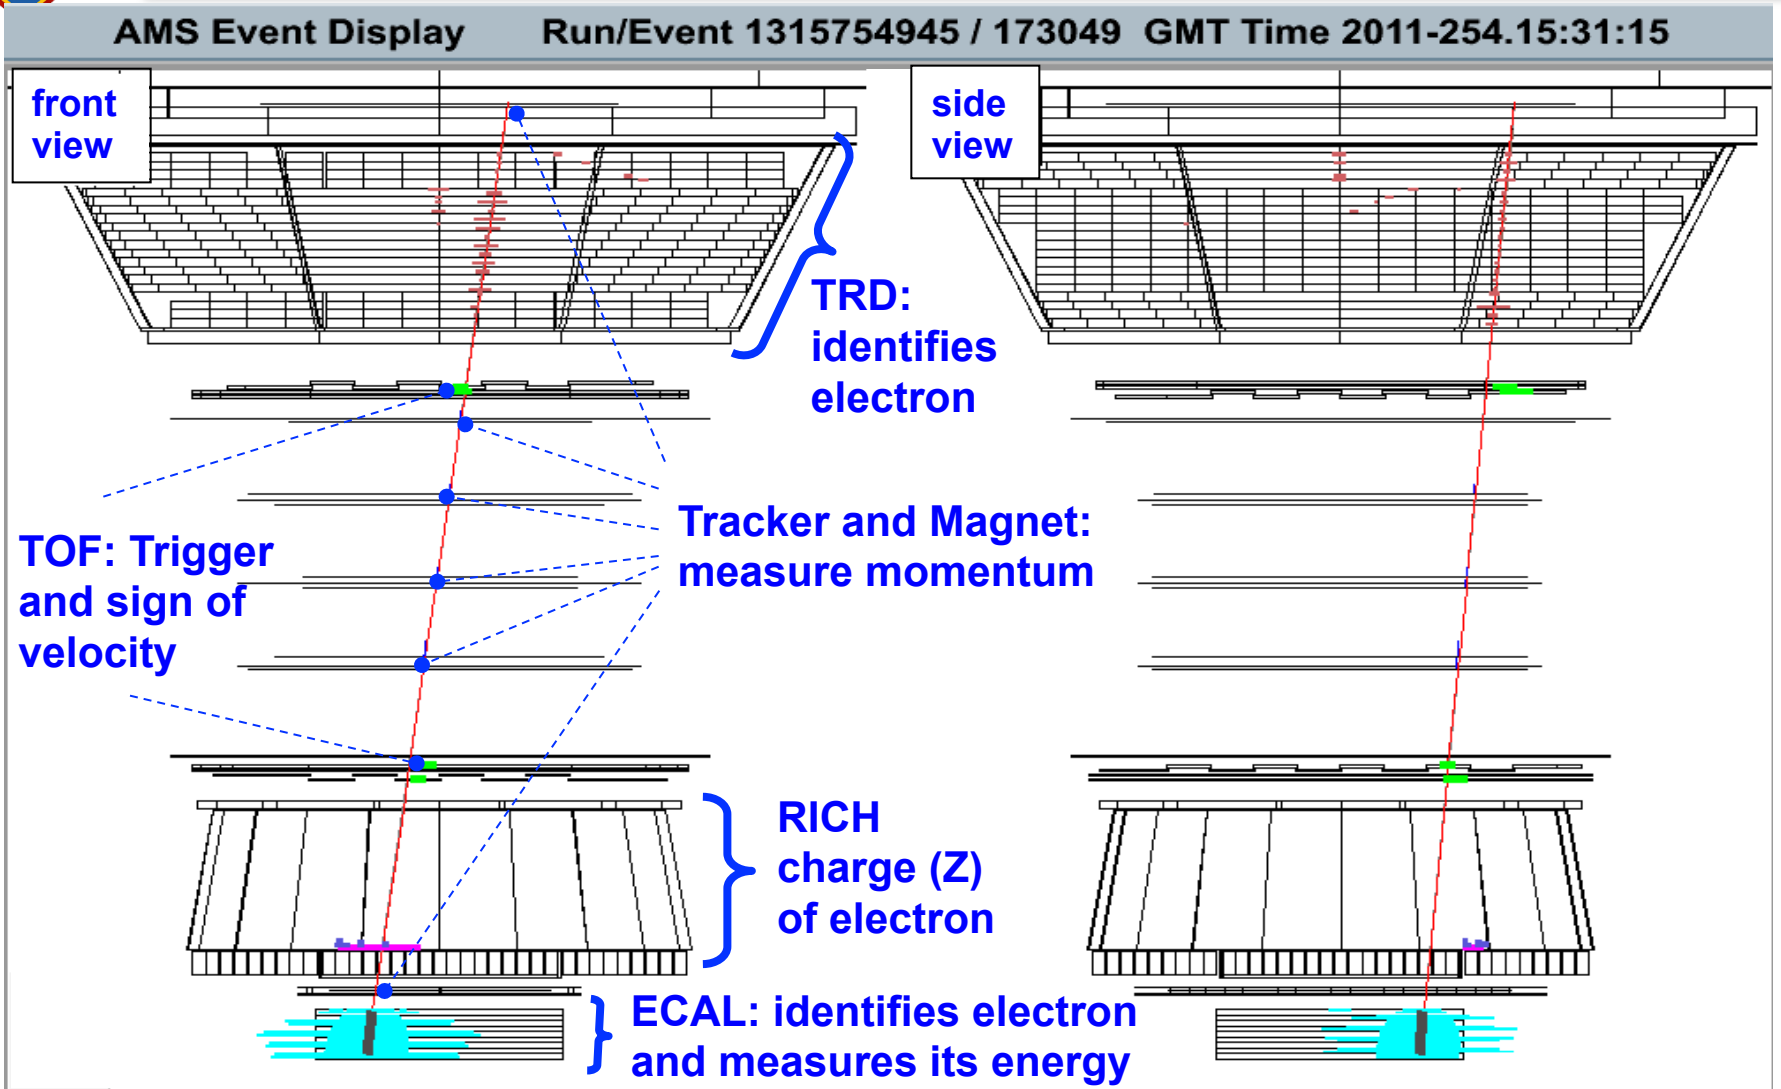 AMS Event Display Run/Event 1315754945 / 173049 GMT Time 2011-254.15:31:15
front
view
side
view
TRD:
identifies
electron
TOF: Trigger
and sign of
velocity
Tracker and Magnet:
measure momentum
RICH
charge (Z)
of electron
ECAL: identifies electron
and measures its energy